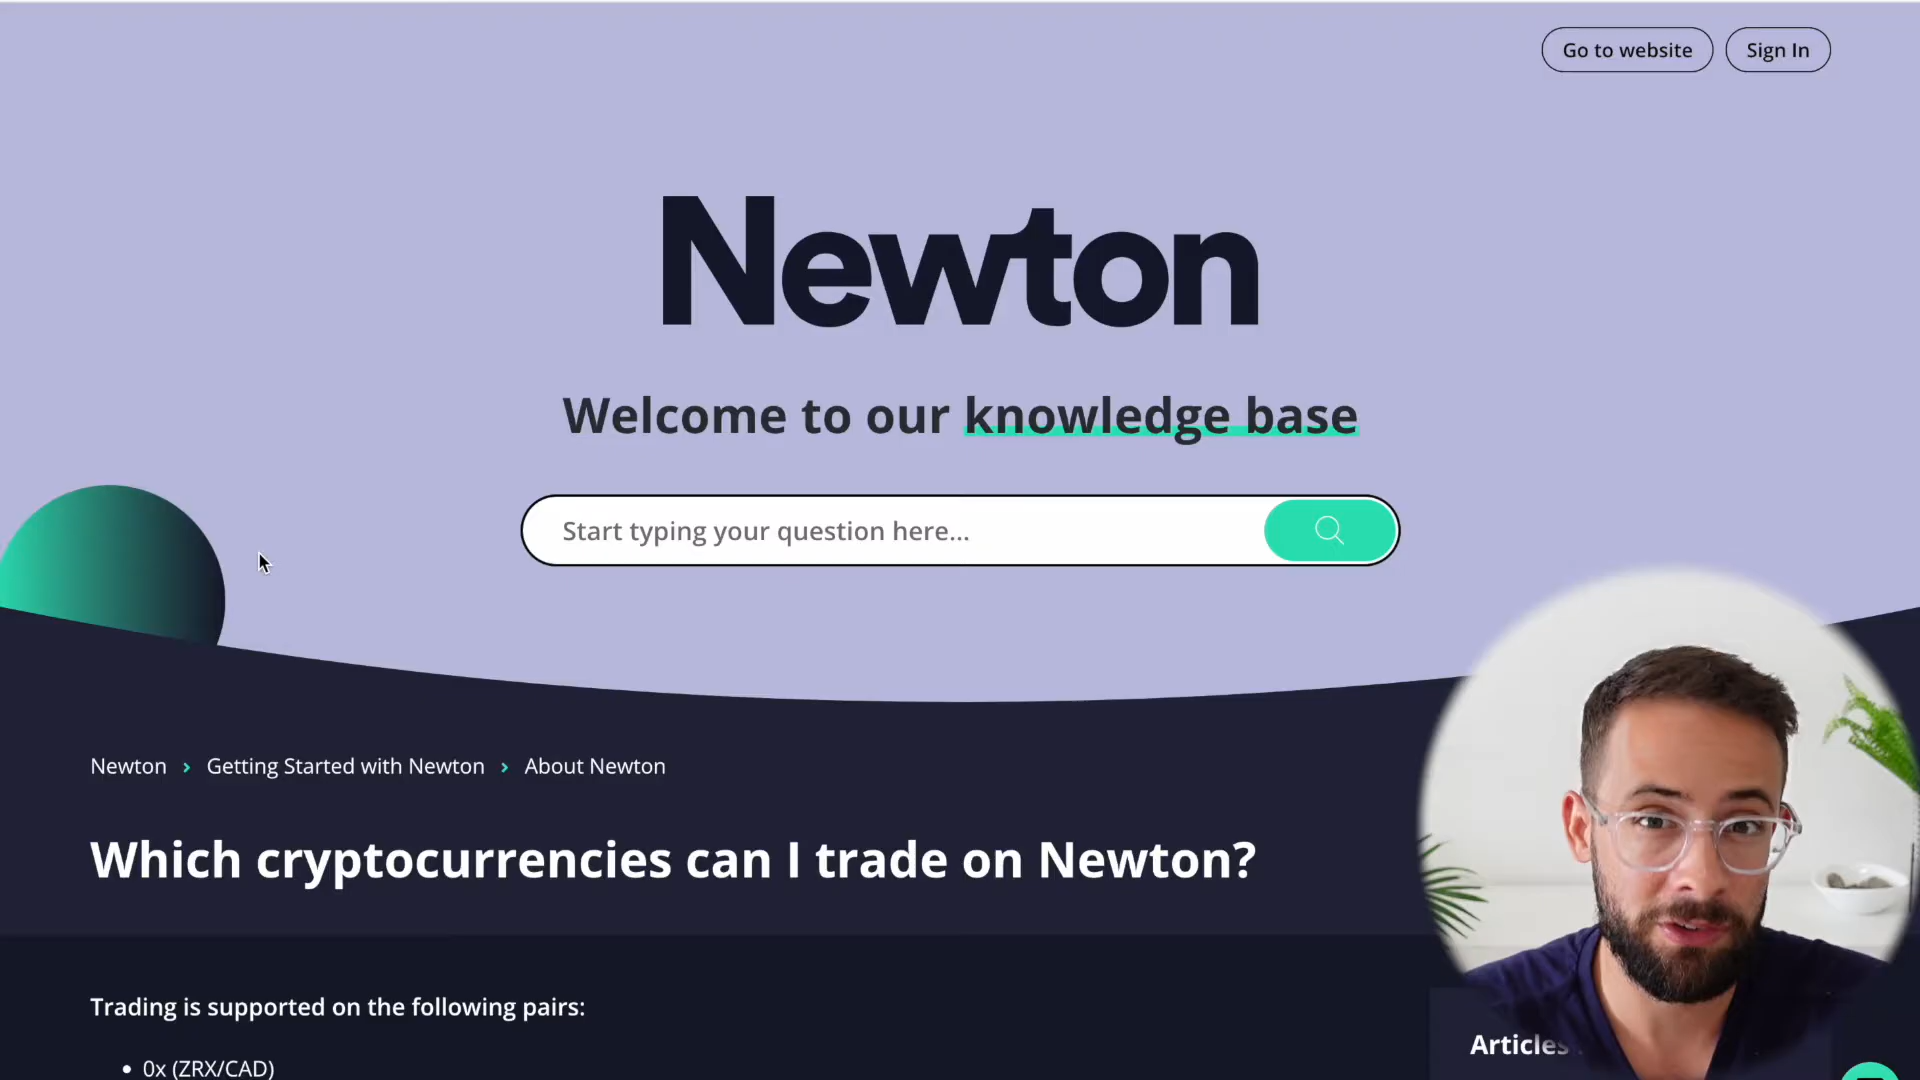 Go to website
Sign In
Newton
Welcome to our knowledge base
Start typing your question here...
Newton › Getting Started with Newton › About Newton
Which cryptocurrencies can I trade on Newton?
Trading is supported on the following pairs:
• 0x (ZRX/CAD)
Articles